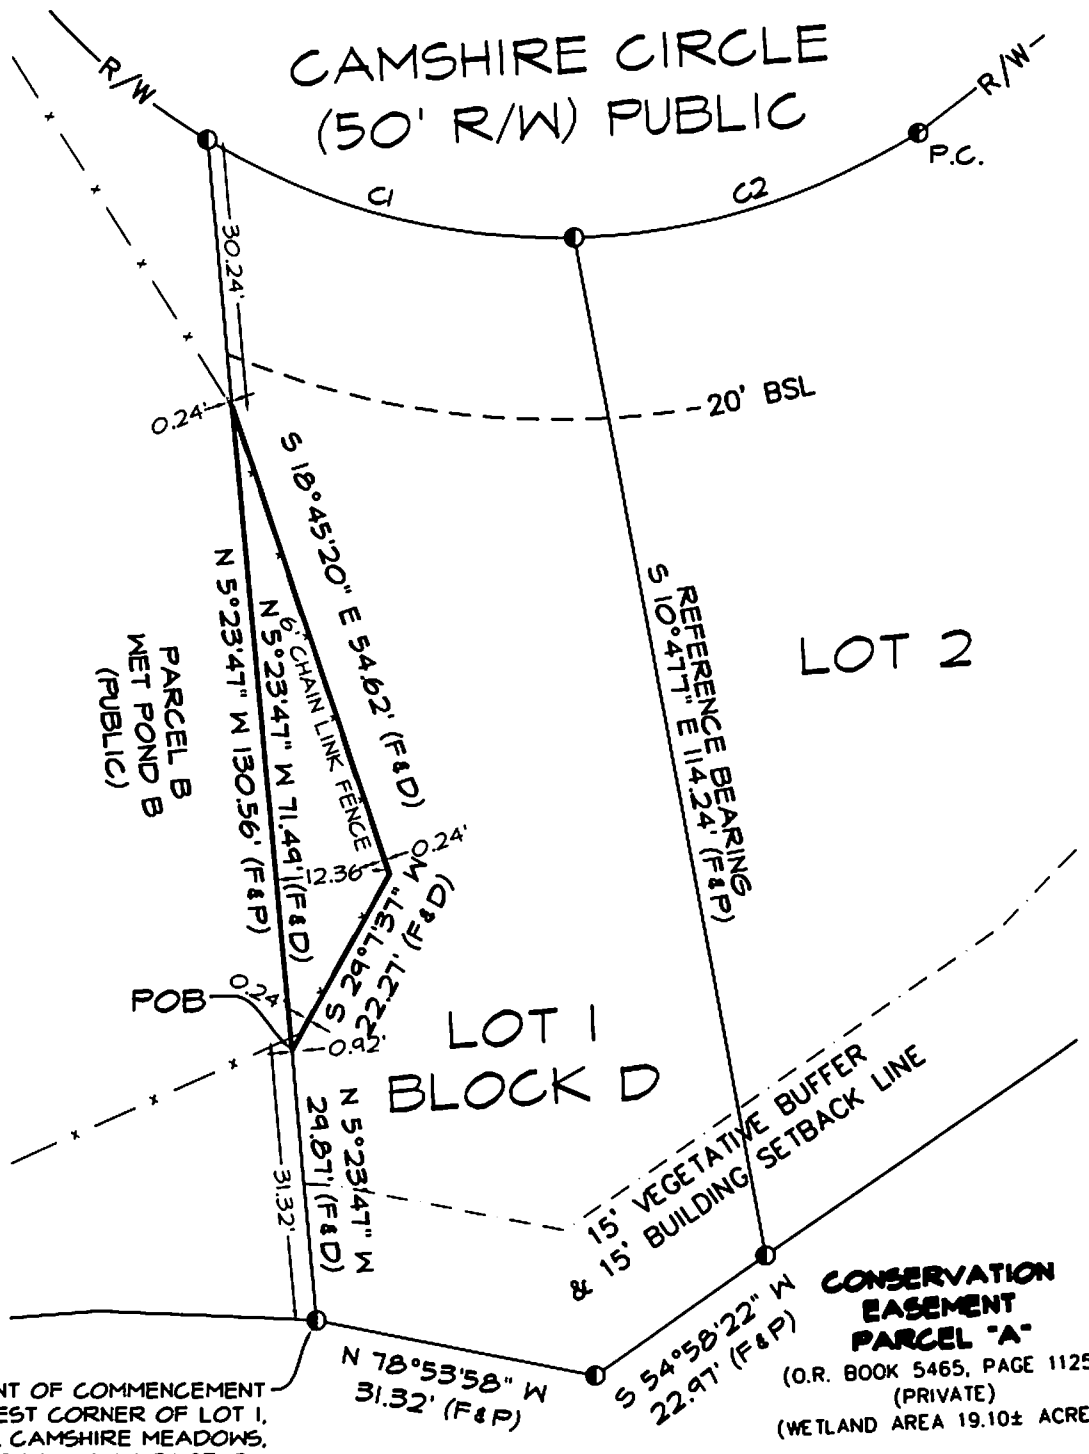 CAMSHIRE CIRCLE
(50' R/W) PUBLIC
R/W
R/W
P.C.
C1
C2
30.24'
0.24'
20' BSL
S 18°45'20" E 54.62' (F&D)
N 5°23'47" W 130.56' (F&P)
N 5°23'47" W 71.49' (F&D)
6' CHAIN LINK FENCE
PARCEL B
WET POND B
(PUBLIC)
REFERENCE BEARING
S 10°47'7" E 114.24' (F&P)
LOT 2
0.24'
12.36'
S 29°7'37" W
22.27' (F&D)
0.24'
POB
0.92'
LOT 1
BLOCK D
N 5°23'47" W
29.87' (F&D)
31.32'
15' VEGETATIVE BUFFER
& 15' BUILDING SETBACK LINE
N 78°53'58" W
31.32' (F&P)
S 54°58'22" W
22.97' (F&P)
CONSERVATION
EASEMENT
PARCEL "A"
(O.R. BOOK 5465, PAGE 1125
(PRIVATE)
(WETLAND AREA 19.10± ACRE
NT OF COMMENCEMENT
EST CORNER OF LOT 1,
CAMSHIRE MEADOWS,